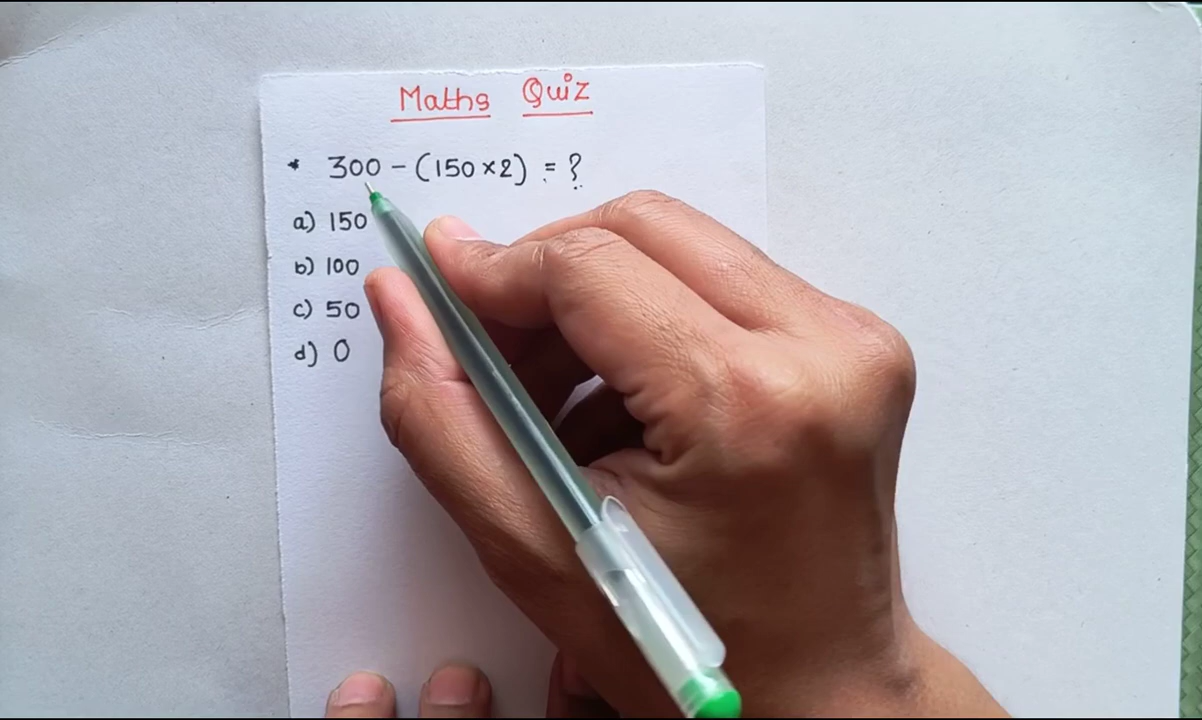 Maths Quiz
* 300 - (150 × 2) = ?
a) 150
b) 100
c) 50
d) 0